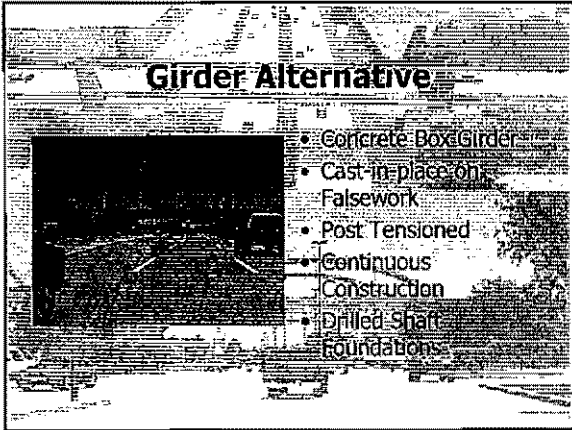 Girder Alternative
• Concrete Box Girder
• Cast-in-place on
Falsework
• Post Tensioned
• Continuous
Construction
• Drilled Shaft
Foundations